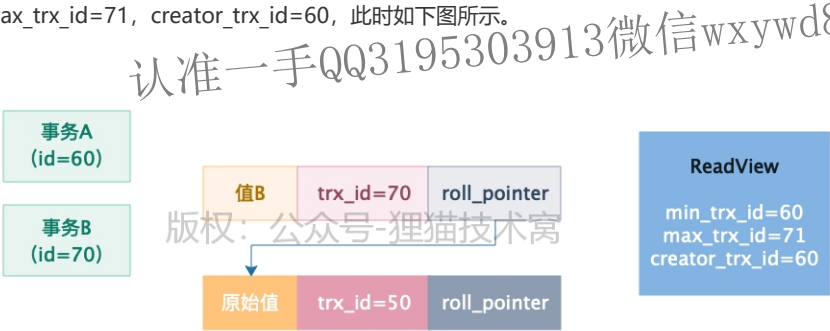 ax_trx_id=71，creator_trx_id=60，此时如下图所示。
认准一手QQ3195303913微信wxywd8
事务A
（id=60）
事务B
（id=70）
值B trx_id=70 roll_pointer
版权：公众号-狸猫技术窝
原始值 trx_id=50 roll_pointer
ReadView
min_trx_id=60
max_trx_id=71
creator_trx_id=60